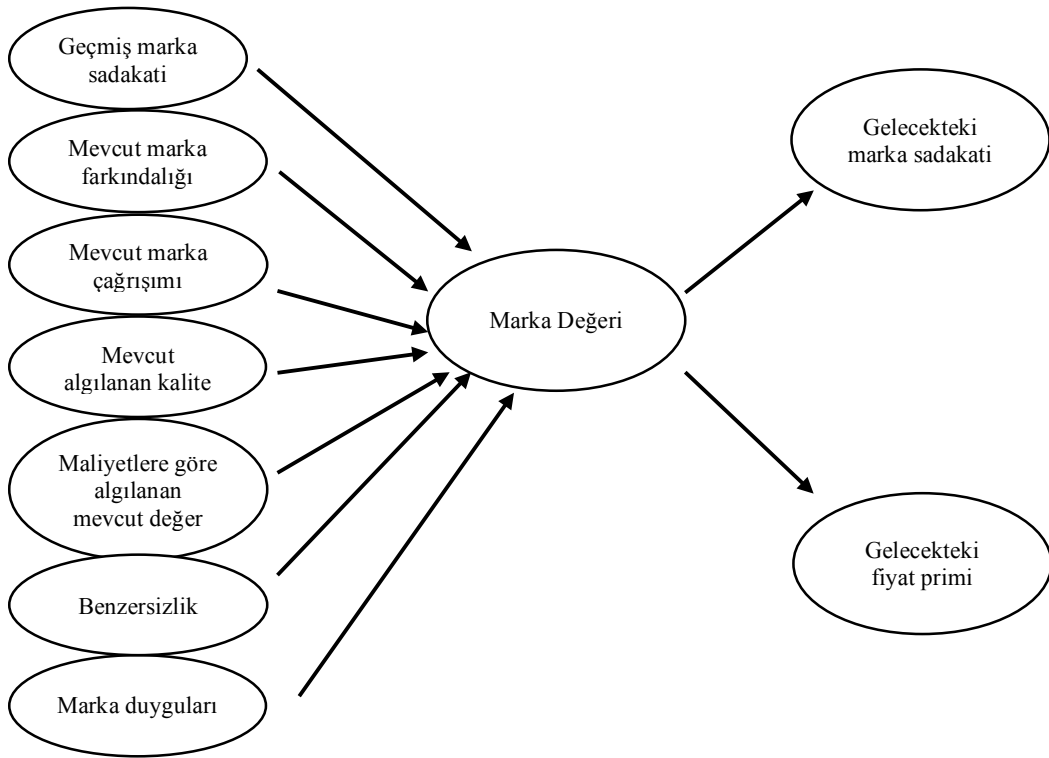 Geçmiş marka
sadakati
Mevcut marka
farkındalığı
Mevcut marka
çağrışımı
Mevcut
algılanan kalite
Maliyetlere göre
algılanan
mevcut değer
Benzersizlik
Marka duyguları
Marka Değeri
Gelecekteki
marka sadakati
Gelecekteki
fiyat primi